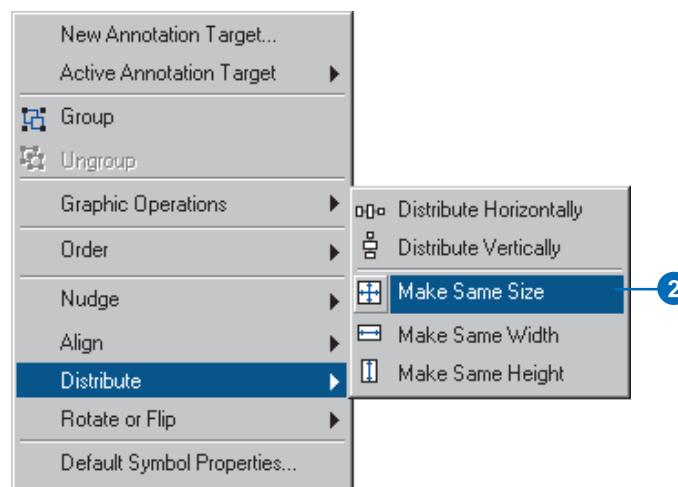 New Annotation Target...
Active Annotation Target
Group
Ungroup
Graphic Operations
Order
Nudge
Align
Distribute
Rotate or Flip
Default Symbol Properties...
Distribute Horizontally
Distribute Vertically
Make Same Size
Make Same Width
Make Same Height
2